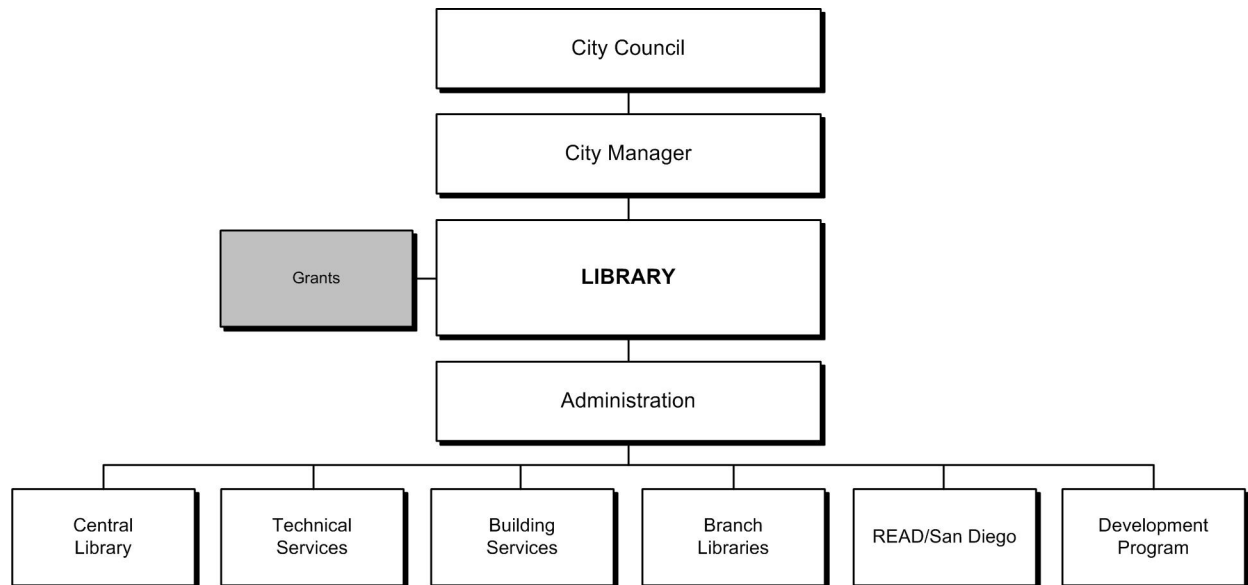 City Council
City Manager
Grants
LIBRARY
Administration
Central
Library
Technical
Services
Building
Services
Branch
Libraries
READ/San Diego
Development
Program